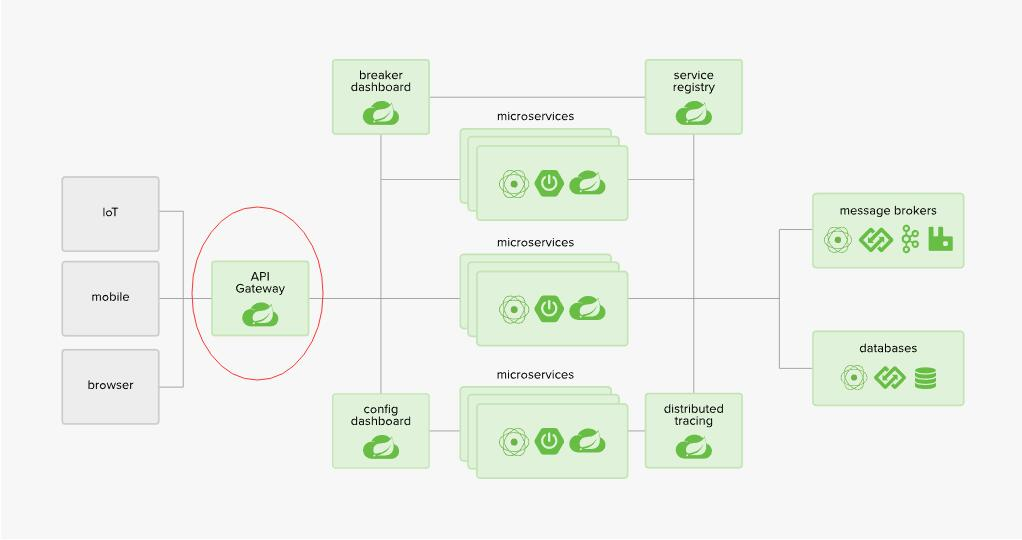 breaker
dashboard
service
registry
microservices
IoT
mobile
browser
API
Gateway
microservices
message brokers
databases
microservices
config
dashboard
distributed
tracing